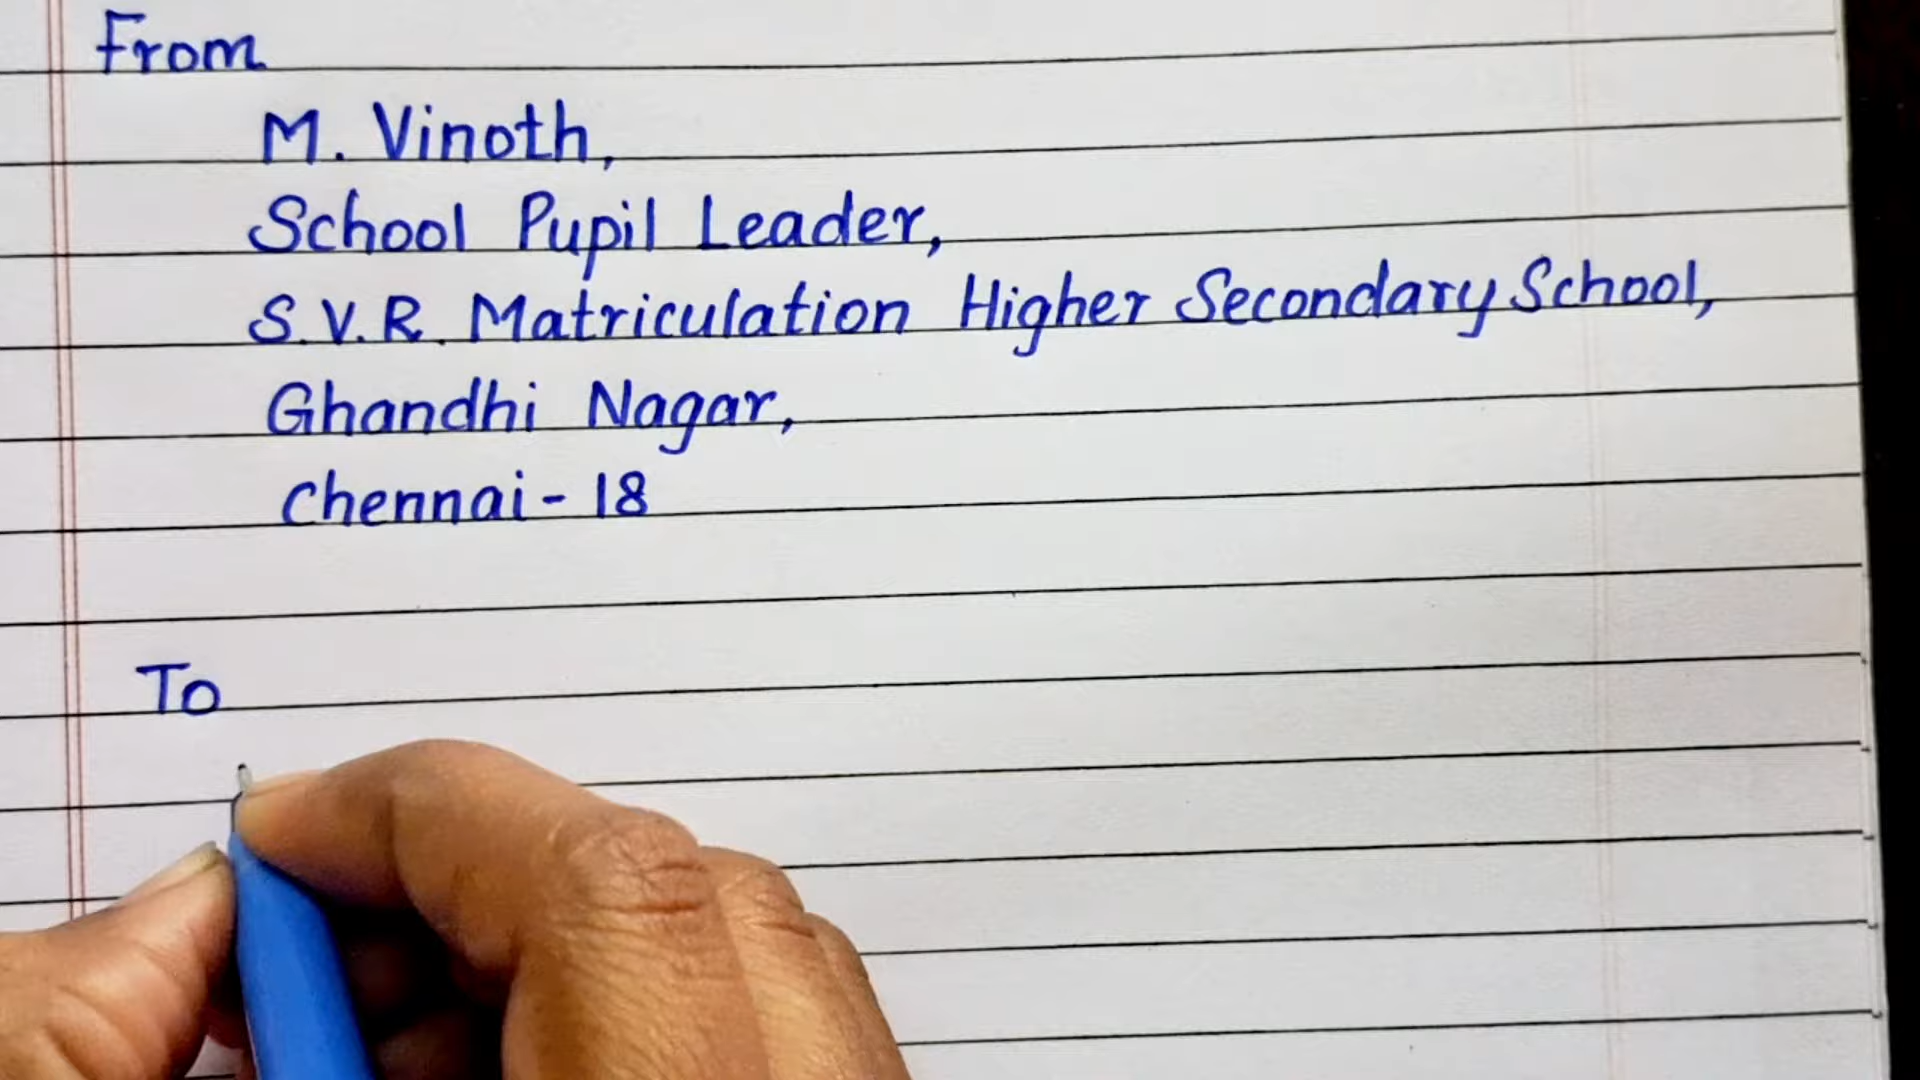 From
M. Vinoth,
School Pupil Leader,
S.V.R. Matriculation Higher Secondary School,
Ghandhi Nagar,
Chennai - 18
To